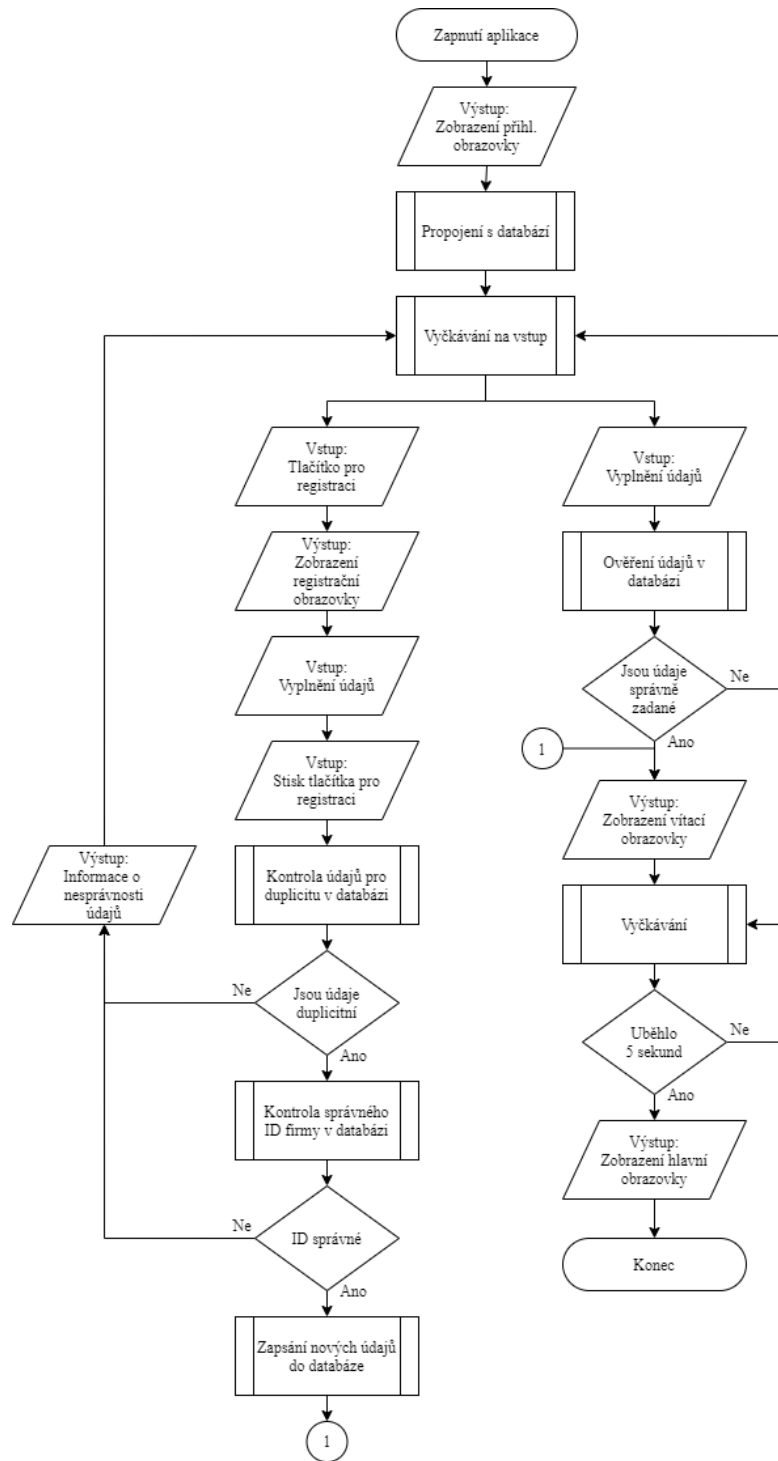 Zapnutí aplikace
Výstup:
Zobrazení přihl.
obrazovky
Propojení s databází
Vyčkávání na vstup
Vstup:
Tlačítko pro
registraci
Výstup:
Zobrazení
registrační
obrazovky
Vstup:
Vyplnění údajů
Vstup:
Stisk tlačítka pro
registraci
Kontrola údajů pro
duplicitu v databázi
Výstup:
Informace o
nesprávnosti
údajů
Jsou údaje
duplicitní
Ne
Ano
Kontrola správného
ID firmy v databázi
ID správné
Ne
Ano
Zapsání nových údajů
do databáze
1
Vstup:
Vyplnění údajů
Ověření údajů v
databázi
Jsou údaje
správně
zadané
Ne
Ano
1
Výstup:
Zobrazení vítací
obrazovky
Vyčkávání
Uběhlo
5 sekund
Ne
Ano
Výstup:
Zobrazení hlavní
obrazovky
Konec